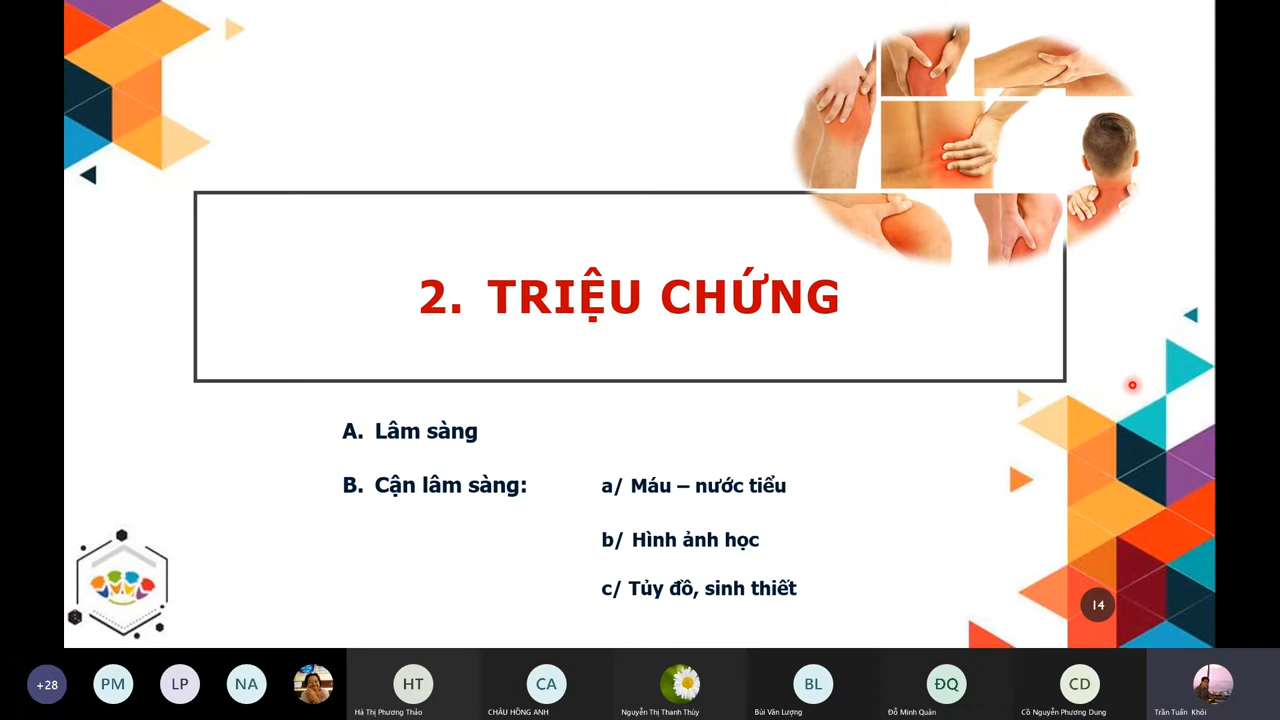 2. TRIỆU CHỨNG
A. Lâm sàng
B. Cận lâm sàng: a/ Máu – nước tiểu
b/ Hình ảnh học
c/ Tủy đồ, sinh thiết
14
+28 PM LP NA HT CA BL ĐQ CD
Hà Thị Phương Thảo CHÂU HỒNG ANH Nguyễn Thị Thanh Thủy Bùi Văn Lượng Đỗ Minh Quân Cồ Nguyễn Phương Dung Trần Tuấn Khôi